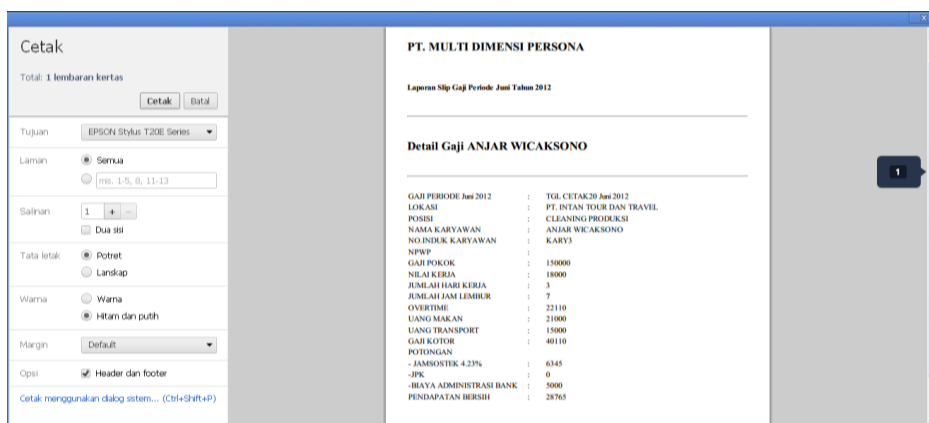 x
Cetak
Total: 1 lembaran kertas
Cetak Batal
Tujuan EPSON Stylus T20E Series
Laman Semua
mis. 1-5, 8, 11-13
Salinan 1 + -
Dua sisi
Tata letak Potret
Lanskap
Warna Warna
Hitam dan putih
Margin Default
Opsi Header dan footer
Cetak menggunakan dialog sistem... (Ctrl+Shift+P)
PT. MULTI DIMENSI PERSONA
Laporan Slip Gaji Periode Juni Tahun 2012
Detail Gaji ANJAR WICAKSONO
GAJI PERIODE Juni 2012 : TGL CETAK20 Juni 2012
LOKASI : PT. INTAN TOUR DAN TRAVEL
POSISI : CLEANING PRODUKSI
NAMA KARYAWAN : ANJAR WICAKSONO
NO.INDUK KARYAWAN : KARY3
NPWP :
GAJI POKOK : 150000
NILAI KERJA : 18000
JUMLAH HARI KERJA : 3
JUMLAH JAM LEMBUR : 7
OVERTIME : 22110
UANG MAKAN : 21000
UANG TRANSPORT : 15000
GAJI KOTOR : 40110
POTONGAN
- JAMSOSTEK 4.23% : 6345
-JPK : 0
-BIAYA ADMINISTRASI BANK : 5000
PENDAPATAN BERSIH : 28765
1